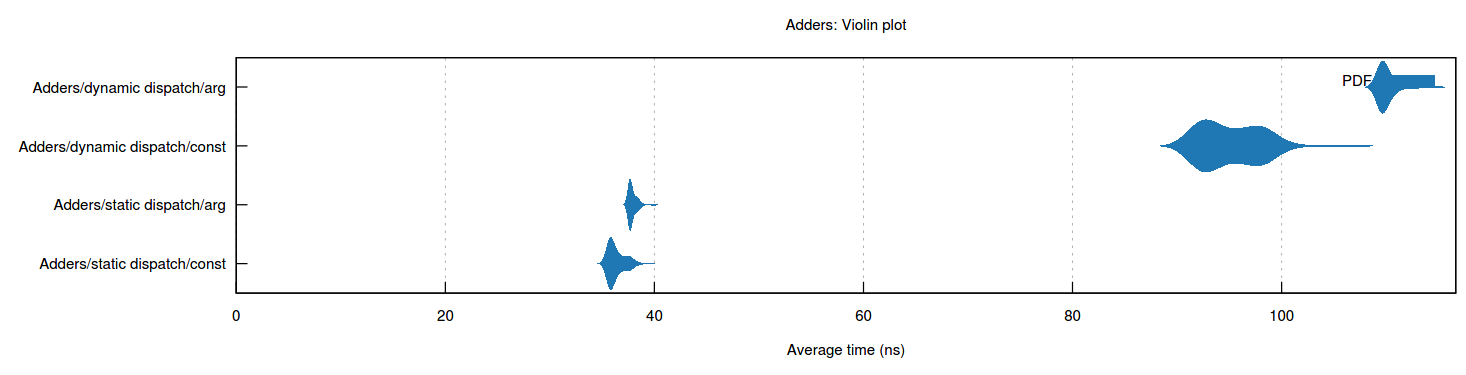 Adders: Violin plot
Adders/dynamic dispatch/arg
PDF
Adders/dynamic dispatch/const
Adders/static dispatch/arg
Adders/static dispatch/const
0 20 40 60 80 100
Average time (ns)